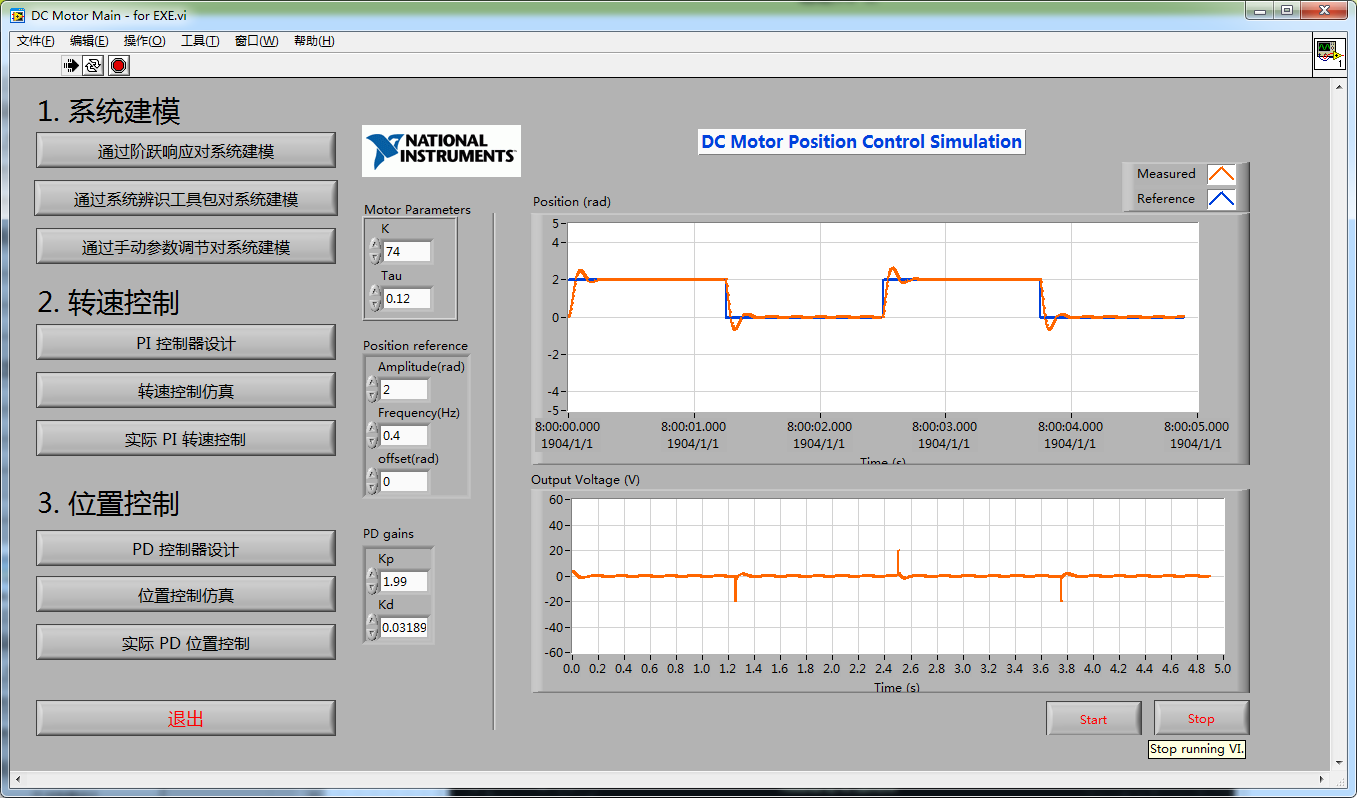 DC Motor Main - for EXE.vi
文件(F) 编辑(E) 操作(O) 工具(T) 窗口(W) 帮助(H)
1
1. 系统建模
通过阶跃响应对系统建模
通过系统辨识工具包对系统建模
通过手动参数调节对系统建模
2. 转速控制
PI 控制器设计
转速控制仿真
实际 PI 转速控制
3. 位置控制
PD 控制器设计
位置控制仿真
实际 PD 位置控制
退出
NATIONAL
INSTRUMENTS
Motor Parameters
K
74
Tau
0.12
Position reference
Amplitude(rad)
2
Frequency(Hz)
0.4
offset(rad)
0
PD gains
Kp
1.99
Kd
0.03189
DC Motor Position Control Simulation
Measured
Reference
Position (rad)
5
4
2
0
-2
-4
-5
8:00:00.000 8:00:01.000 8:00:02.000 8:00:03.000 8:00:04.000 8:00:05.000
1904/1/1 1904/1/1 1904/1/1 1904/1/1 1904/1/1 1904/1/1
Time (s)
Output Voltage (V)
60
40
20
0
-20
-40
-60
0.0 0.2 0.4 0.6 0.8 1.0 1.2 1.4 1.6 1.8 2.0 2.2 2.4 2.6 2.8 3.0 3.2 3.4 3.6 3.8 4.0 4.2 4.4 4.6 4.8 5.0
Time (s)
Start Stop
Stop running VI.